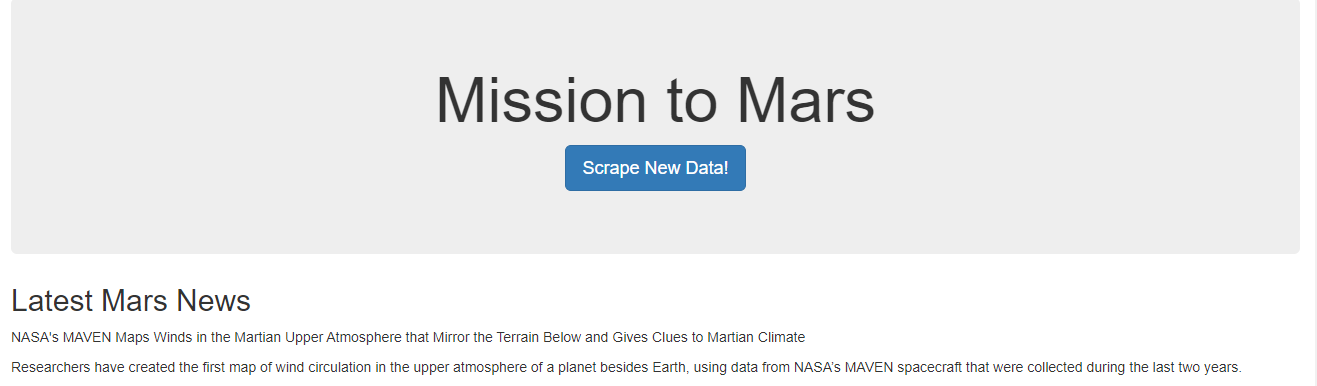 Mission to Mars
Scrape New Data!
Latest Mars News
NASA's MAVEN Maps Winds in the Martian Upper Atmosphere that Mirror the Terrain Below and Gives Clues to Martian Climate
Researchers have created the first map of wind circulation in the upper atmosphere of a planet besides Earth, using data from NASA’s MAVEN spacecraft that were collected during the last two years.